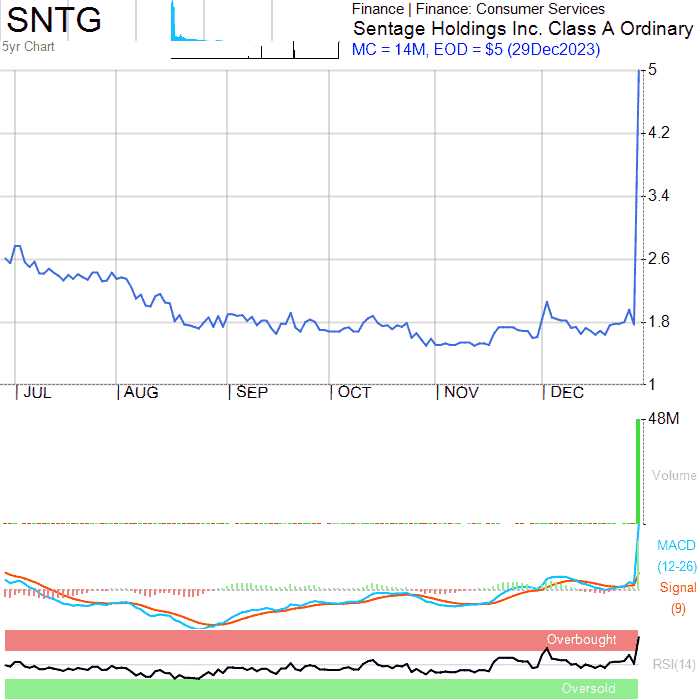 SNTG
Finance | Finance: Consumer Services
Sentage Holdings Inc. Class A Ordinary
5yr Chart
MC = 14M, EOD = $5 (29Dec2023)
5
4.2
3.4
2.6
1.8
1
JUL AUG SEP OCT NOV DEC
48M
Volume
MACD
(12-26)
Signal
(9)
Overbought
RSI(14)
Oversold